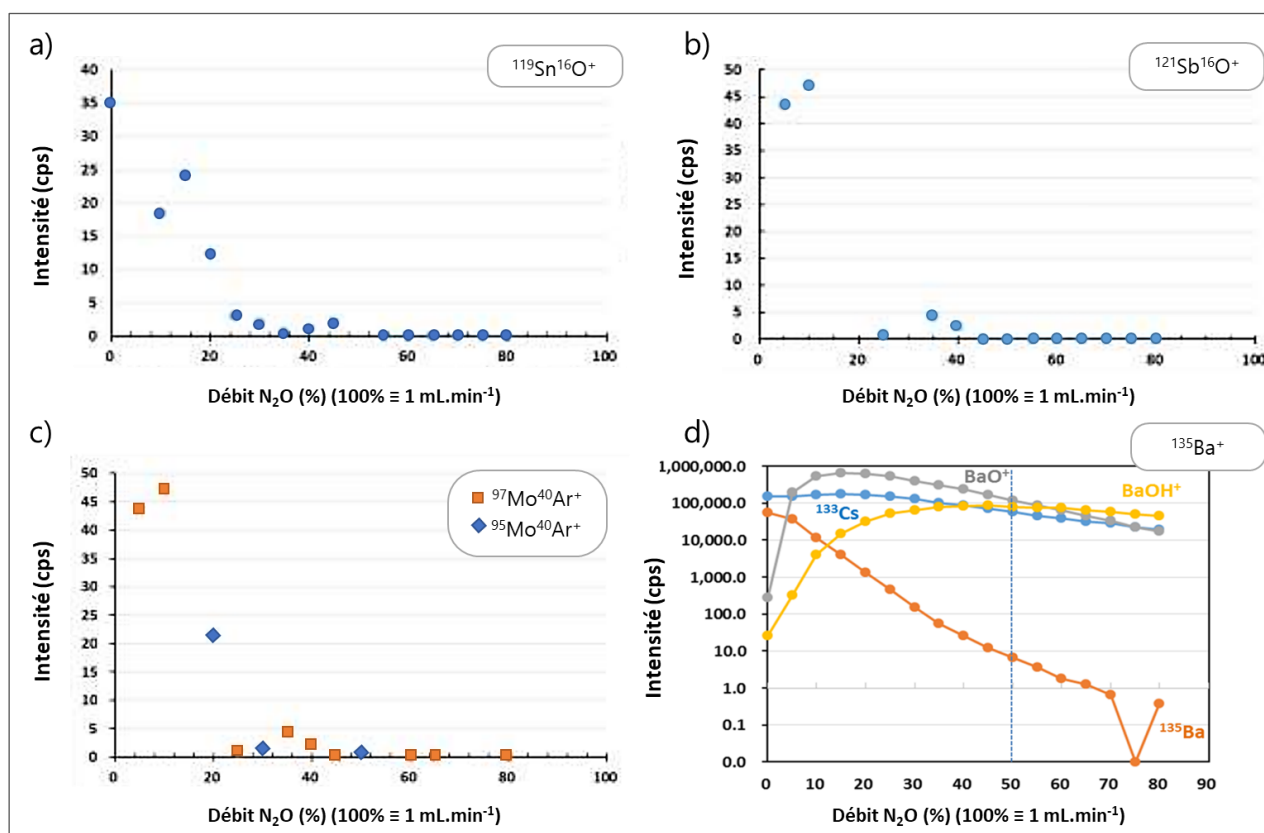 a)
¹¹⁹Sn¹⁶O⁺
Intensité (cps)
40
35
30
25
20
15
10
5
0
0 20 40 60 80 100
Débit N₂O (%) (100% ≡ 1 mL.min⁻¹)
b)
¹²¹Sb¹⁶O⁺
Intensité (cps)
50
45
40
35
30
25
20
15
10
5
0
0 20 40 60 80 100
Débit N₂O (%) (100% ≡ 1 mL.min⁻¹)
c)
⁹⁷Mo⁴⁰Ar⁺
⁹⁵Mo⁴⁰Ar⁺
Intensité (cps)
50
45
40
35
30
25
20
15
10
5
0
0 20 40 60 80 100
Débit N₂O (%) (100% ≡ 1 mL.min⁻¹)
d)
¹³⁵Ba⁺
Intensité (cps)
1,000,000.0
100,000.0
10,000.0
1,000.0
100.0
10.0
1.0
0.1
0.0
BaO⁺
BaOH⁺
¹³³Cs
¹³⁵Ba
0 10 20 30 40 50 60 70 80 90
Débit N₂O (%) (100% ≡ 1 mL.min⁻¹)